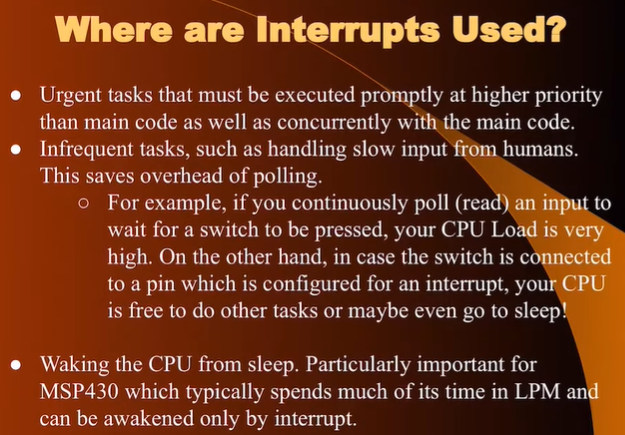 Where are Interrupts Used?
● Urgent tasks that must be executed promptly at higher priority
than main code as well as concurrently with the main code.
● Infrequent tasks, such as handling slow input from humans.
This saves overhead of polling.
○ For example, if you continuously poll (read) an input to
wait for a switch to be pressed, your CPU Load is very
high. On the other hand, in case the switch is connected
to a pin which is configured for an interrupt, your CPU
is free to do other tasks or maybe even go to sleep!
● Waking the CPU from sleep. Particularly important for
MSP430 which typically spends much of its time in LPM and
can be awakened only by interrupt.